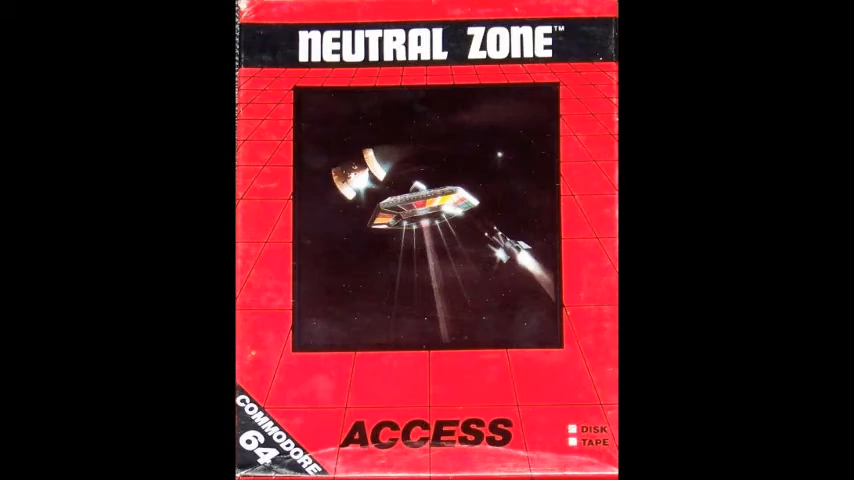 NEUTRAL ZONE™
COMMODORE
64
ACCESS
DISK
TAPE